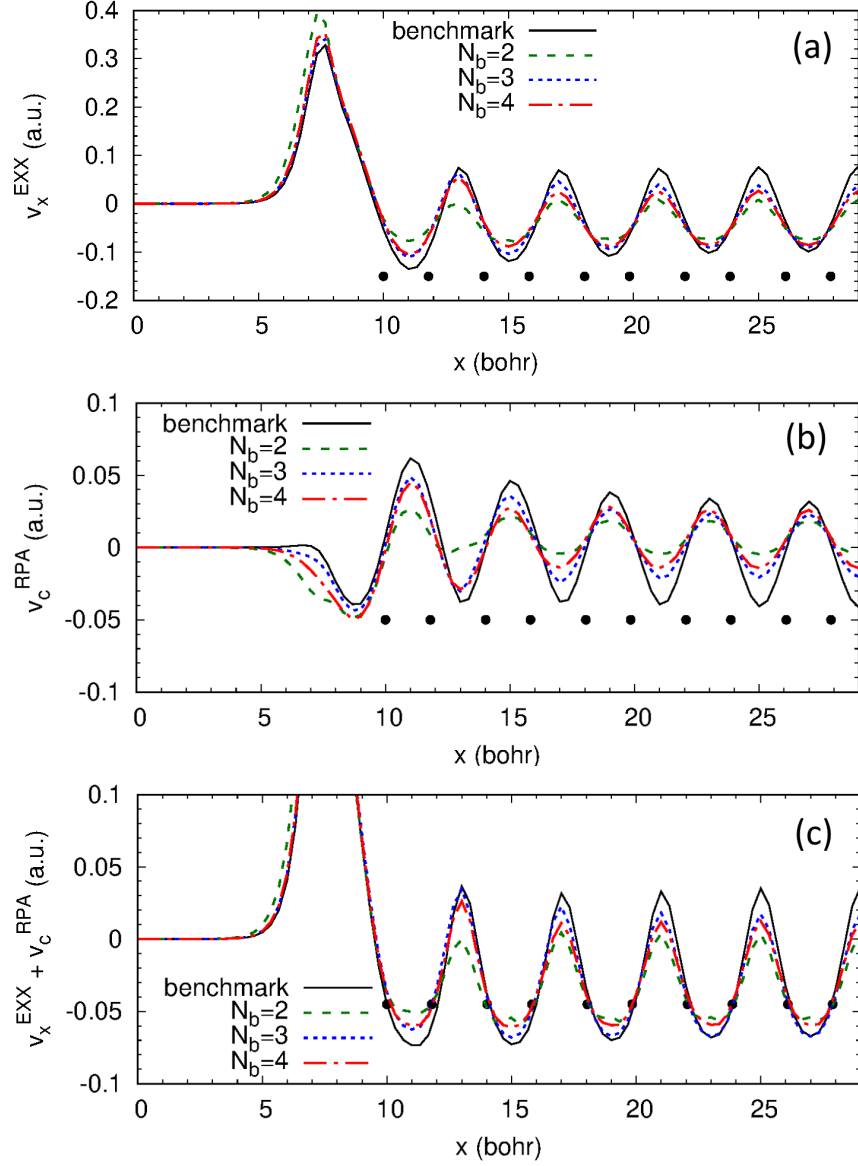 0.4
0.3
0.2
0.1
0
-0.1
-0.2
v_x^EXX (a.u.)
benchmark
N_b=2
N_b=3
N_b=4
(a)
0 5 10 15 20 25
x (bohr)
0.1
0.05
0
-0.05
-0.1
v_c^RPA (a.u.)
benchmark
N_b=2
N_b=3
N_b=4
(b)
0 5 10 15 20 25
x (bohr)
0.1
0.05
0
-0.05
-0.1
v_x^EXX + v_c^RPA (a.u.)
(c)
benchmark
N_b=2
N_b=3
N_b=4
0 5 10 15 20 25
x (bohr)